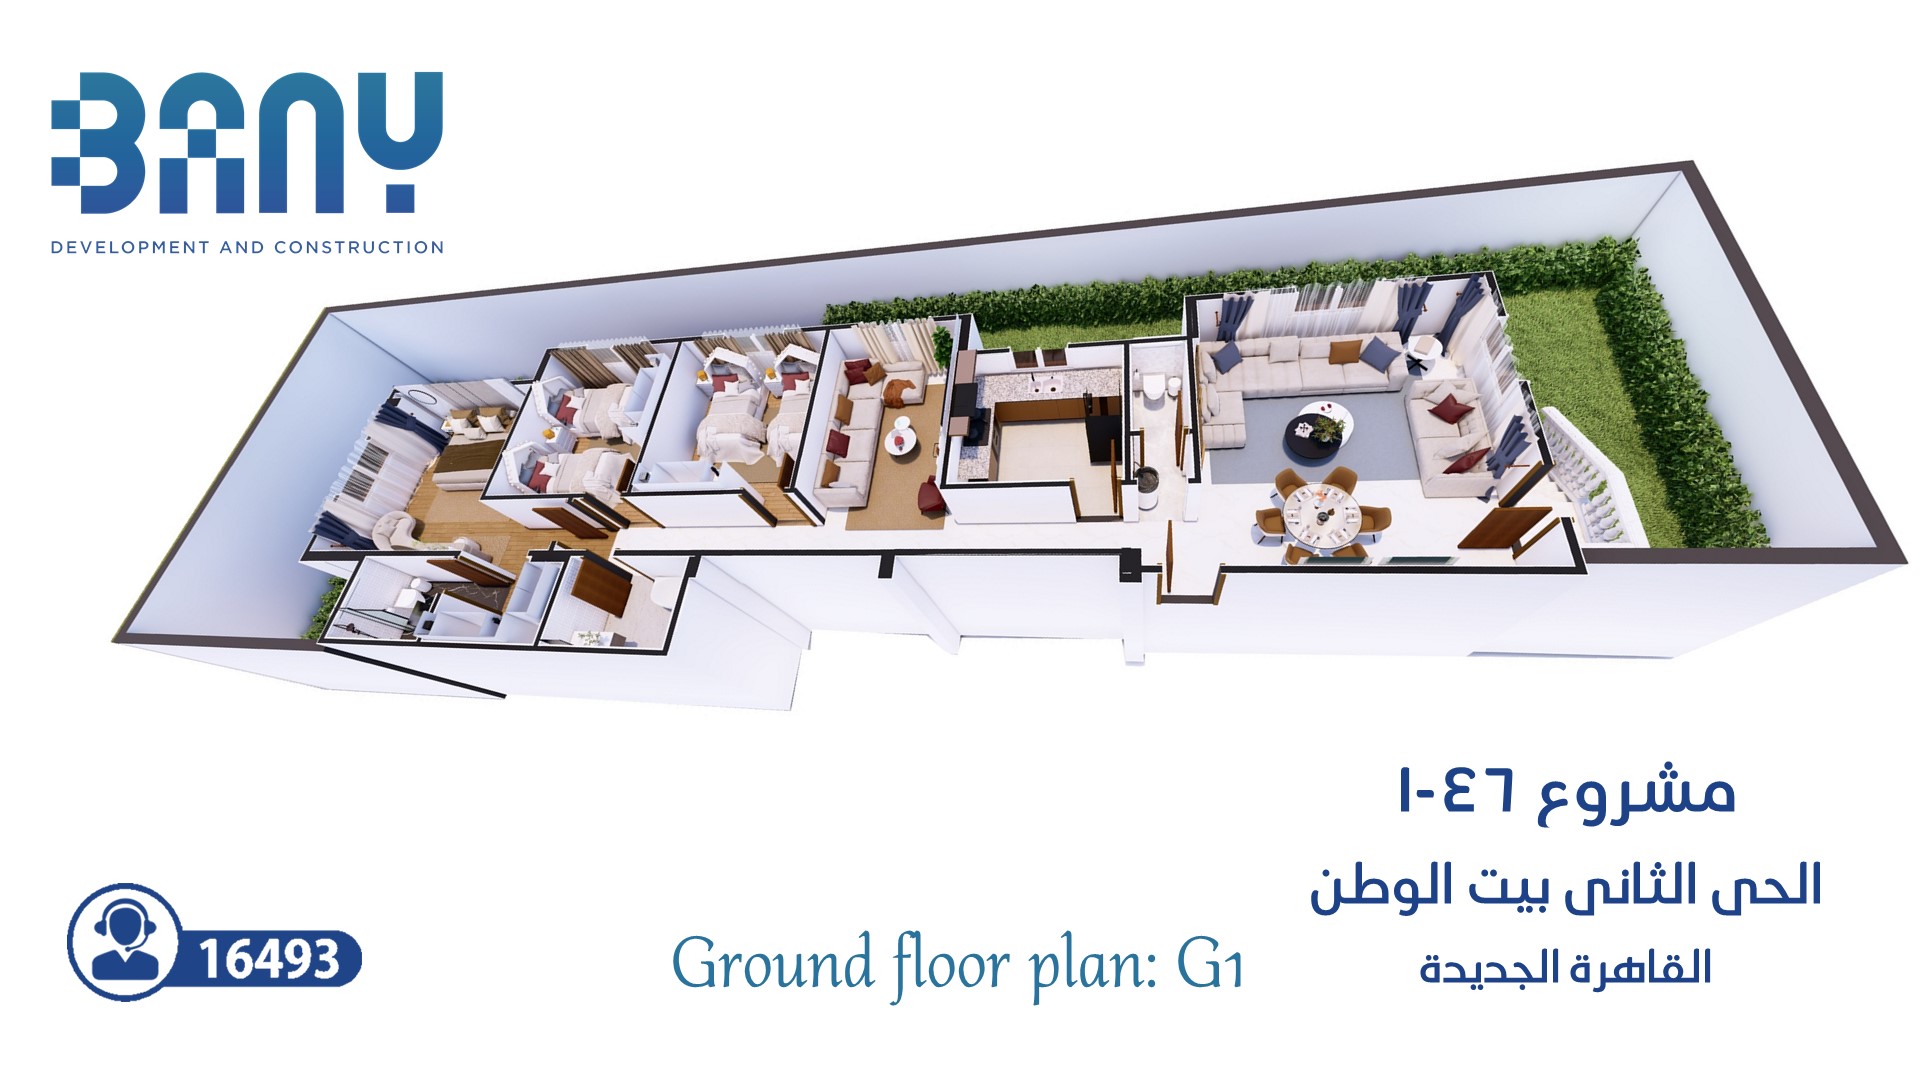 BANY
DEVELOPMENT AND CONSTRUCTION
مشروع ٤٦-١
الحى الثانى بيت الوطن
القاهرة الجديدة
Ground floor plan: G1
16493